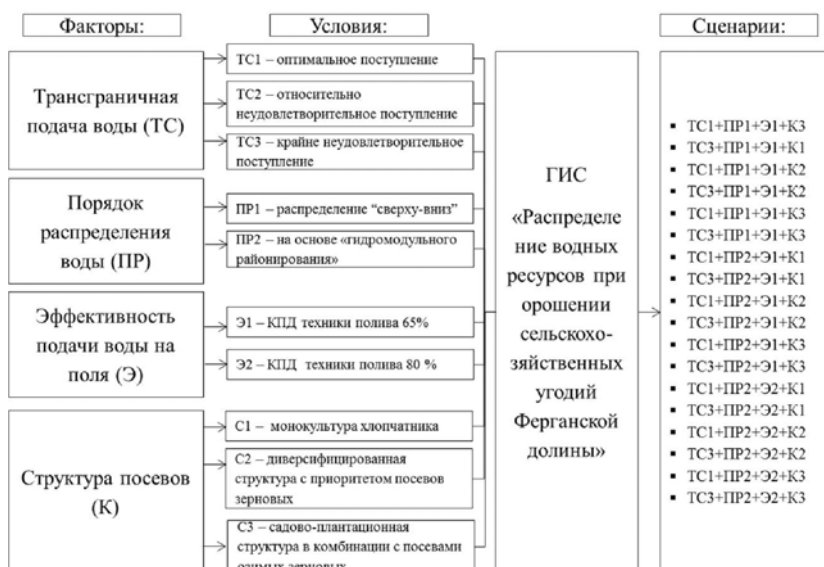 Факторы:
Условия:
Сценарии:
Трансграничная
подача воды (ТС)
ТС1 – оптимальное поступление
ТС2 – относительно
неудовлетворительное поступление
ТС3 – крайне неудовлетворительное
поступление
Порядок
распределения
воды (ПР)
ПР1 – распределение “сверху-вниз”
ПР2 – на основе «гидромодульного
районирования»
Эффективность
подачи воды на
поля (Э)
Э1 – КПД техники полива 65%
Э2 – КПД техники полива 80 %
Структура посевов
(К)
С1 – монокультура хлопчатника
С2 – диверсифицированная
структура с приоритетом посевов
зерновых
С3 – садово-плантационная
структура в комбинации с посевами
озимых зерновых
ГИС
«Распределе
ние водных
ресурсов при
орошении
сельскохо-
зяйственных
угодий
Ферганской
долины»
▪ ТС1+ПР1+Э1+К3
▪ ТС3+ПР1+Э1+К1
▪ ТС1+ПР1+Э1+К2
▪ ТС3+ПР1+Э1+К2
▪ ТС1+ПР1+Э1+К3
▪ ТС3+ПР1+Э1+К3
▪ ТС1+ПР2+Э1+К1
▪ ТС3+ПР2+Э1+К1
▪ ТС1+ПР2+Э1+К2
▪ ТС3+ПР2+Э1+К2
▪ ТС1+ПР2+Э1+К3
▪ ТС3+ПР2+Э1+К3
▪ ТС1+ПР2+Э2+К1
▪ ТС3+ПР2+Э2+К1
▪ ТС1+ПР2+Э2+К2
▪ ТС3+ПР2+Э2+К2
▪ ТС1+ПР2+Э2+К3
▪ ТС3+ПР2+Э2+К3